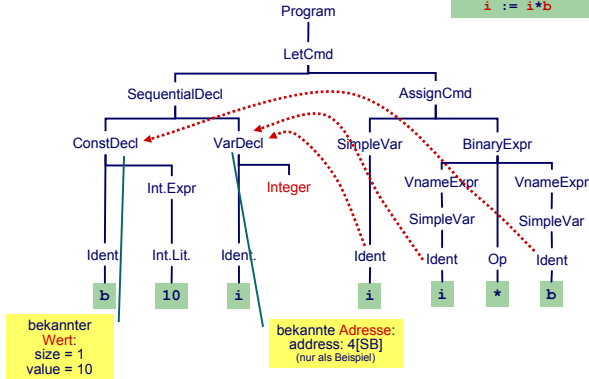 i := i*b
Program
LetCmd
SequentialDecl AssignCmd
ConstDecl VarDecl SimpleVar BinaryExpr
Int.Expr Integer VnameExpr VnameExpr
SimpleVar SimpleVar
Ident Int.Lit. Ident. Ident Ident Op Ident
b 10 i i i * b
bekannter
Wert:
size = 1
value = 10
bekannte Adresse:
address: 4[SB]
(nur als Beispiel)